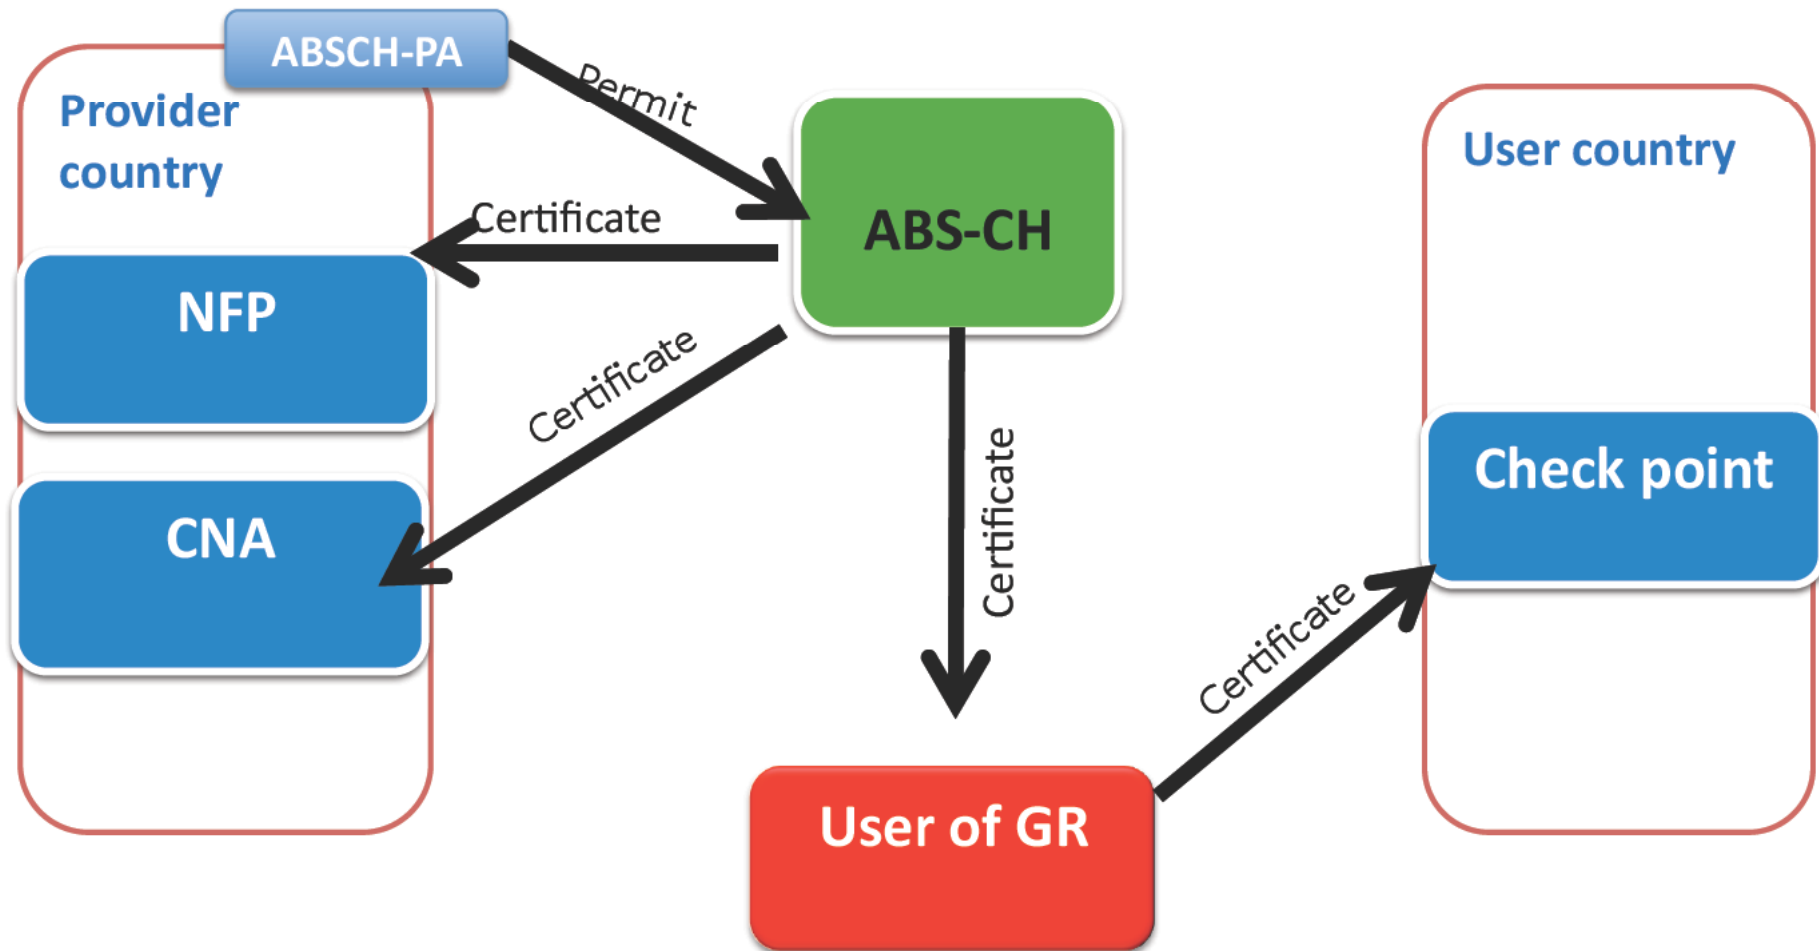 ABSCH-PA
Provider
country
Permit
ABS-CH
User country
Certificate
NFP
Certificate
CNA
Certificate
Check point
Certificate
User of GR